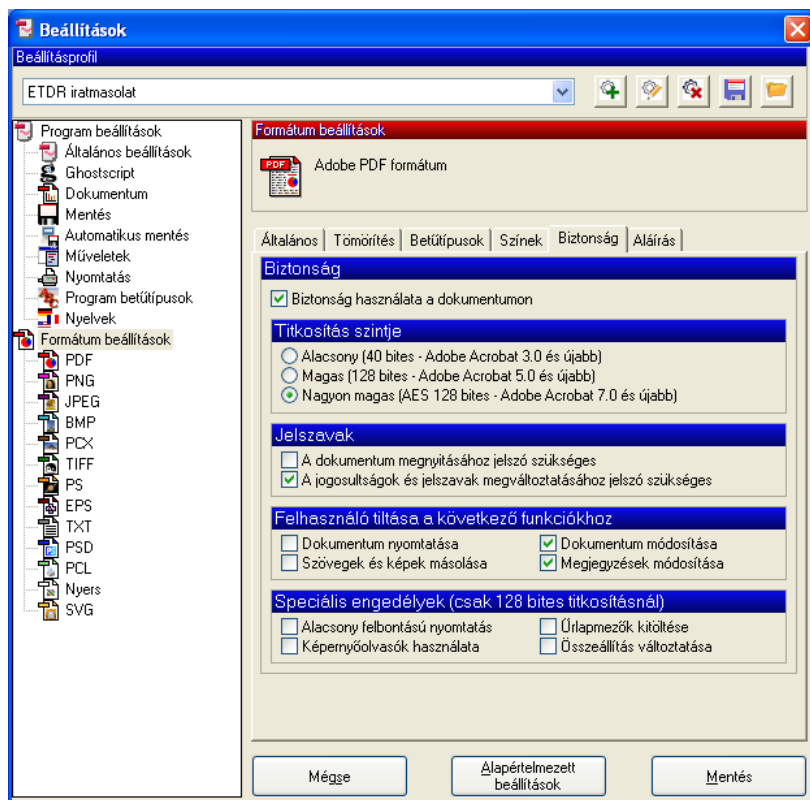 Beállítások
Beállításprofil
ETDR iratmasolat
Program beállítások
Általános beállítások
Ghostscript
Dokumentum
Mentés
Automatikus mentés
Műveletek
Nyomtatás
Program betűtípusok
Nyelvek
Formátum beállítások
PDF
PNG
JPEG
BMP
PCX
TIFF
PS
EPS
TXT
PSD
PCL
Nyers
SVG
Formátum beállítások
PDF
Adobe PDF formátum
Általános
Tömörítés
Betűtípusok
Színek
Biztonság
Aláírás
Biztonság
Biztonság használata a dokumentumon
Titkosítás szintje
Alacsony (40 bites - Adobe Acrobat 3.0 és újabb)
Magas (128 bites - Adobe Acrobat 5.0 és újabb)
Nagyon magas (AES 128 bites - Adobe Acrobat 7.0 és újabb)
Jelszavak
A dokumentum megnyitásához jelszó szükséges
A jogosultságok és jelszavak megváltoztatásához jelszó szükséges
Felhasználó tiltása a következő funkciókhoz
Dokumentum nyomtatása
Dokumentum módosítása
Szövegek és képek másolása
Megjegyzések módosítása
Speciális engedélyek (csak 128 bites titkosításnál)
Alacsony felbontású nyomtatás
Űrlapmezők kitöltése
Képernyőolvasók használata
Összeállítás változtatása
Mégse
Alapértelmezett
beállítások
Mentés